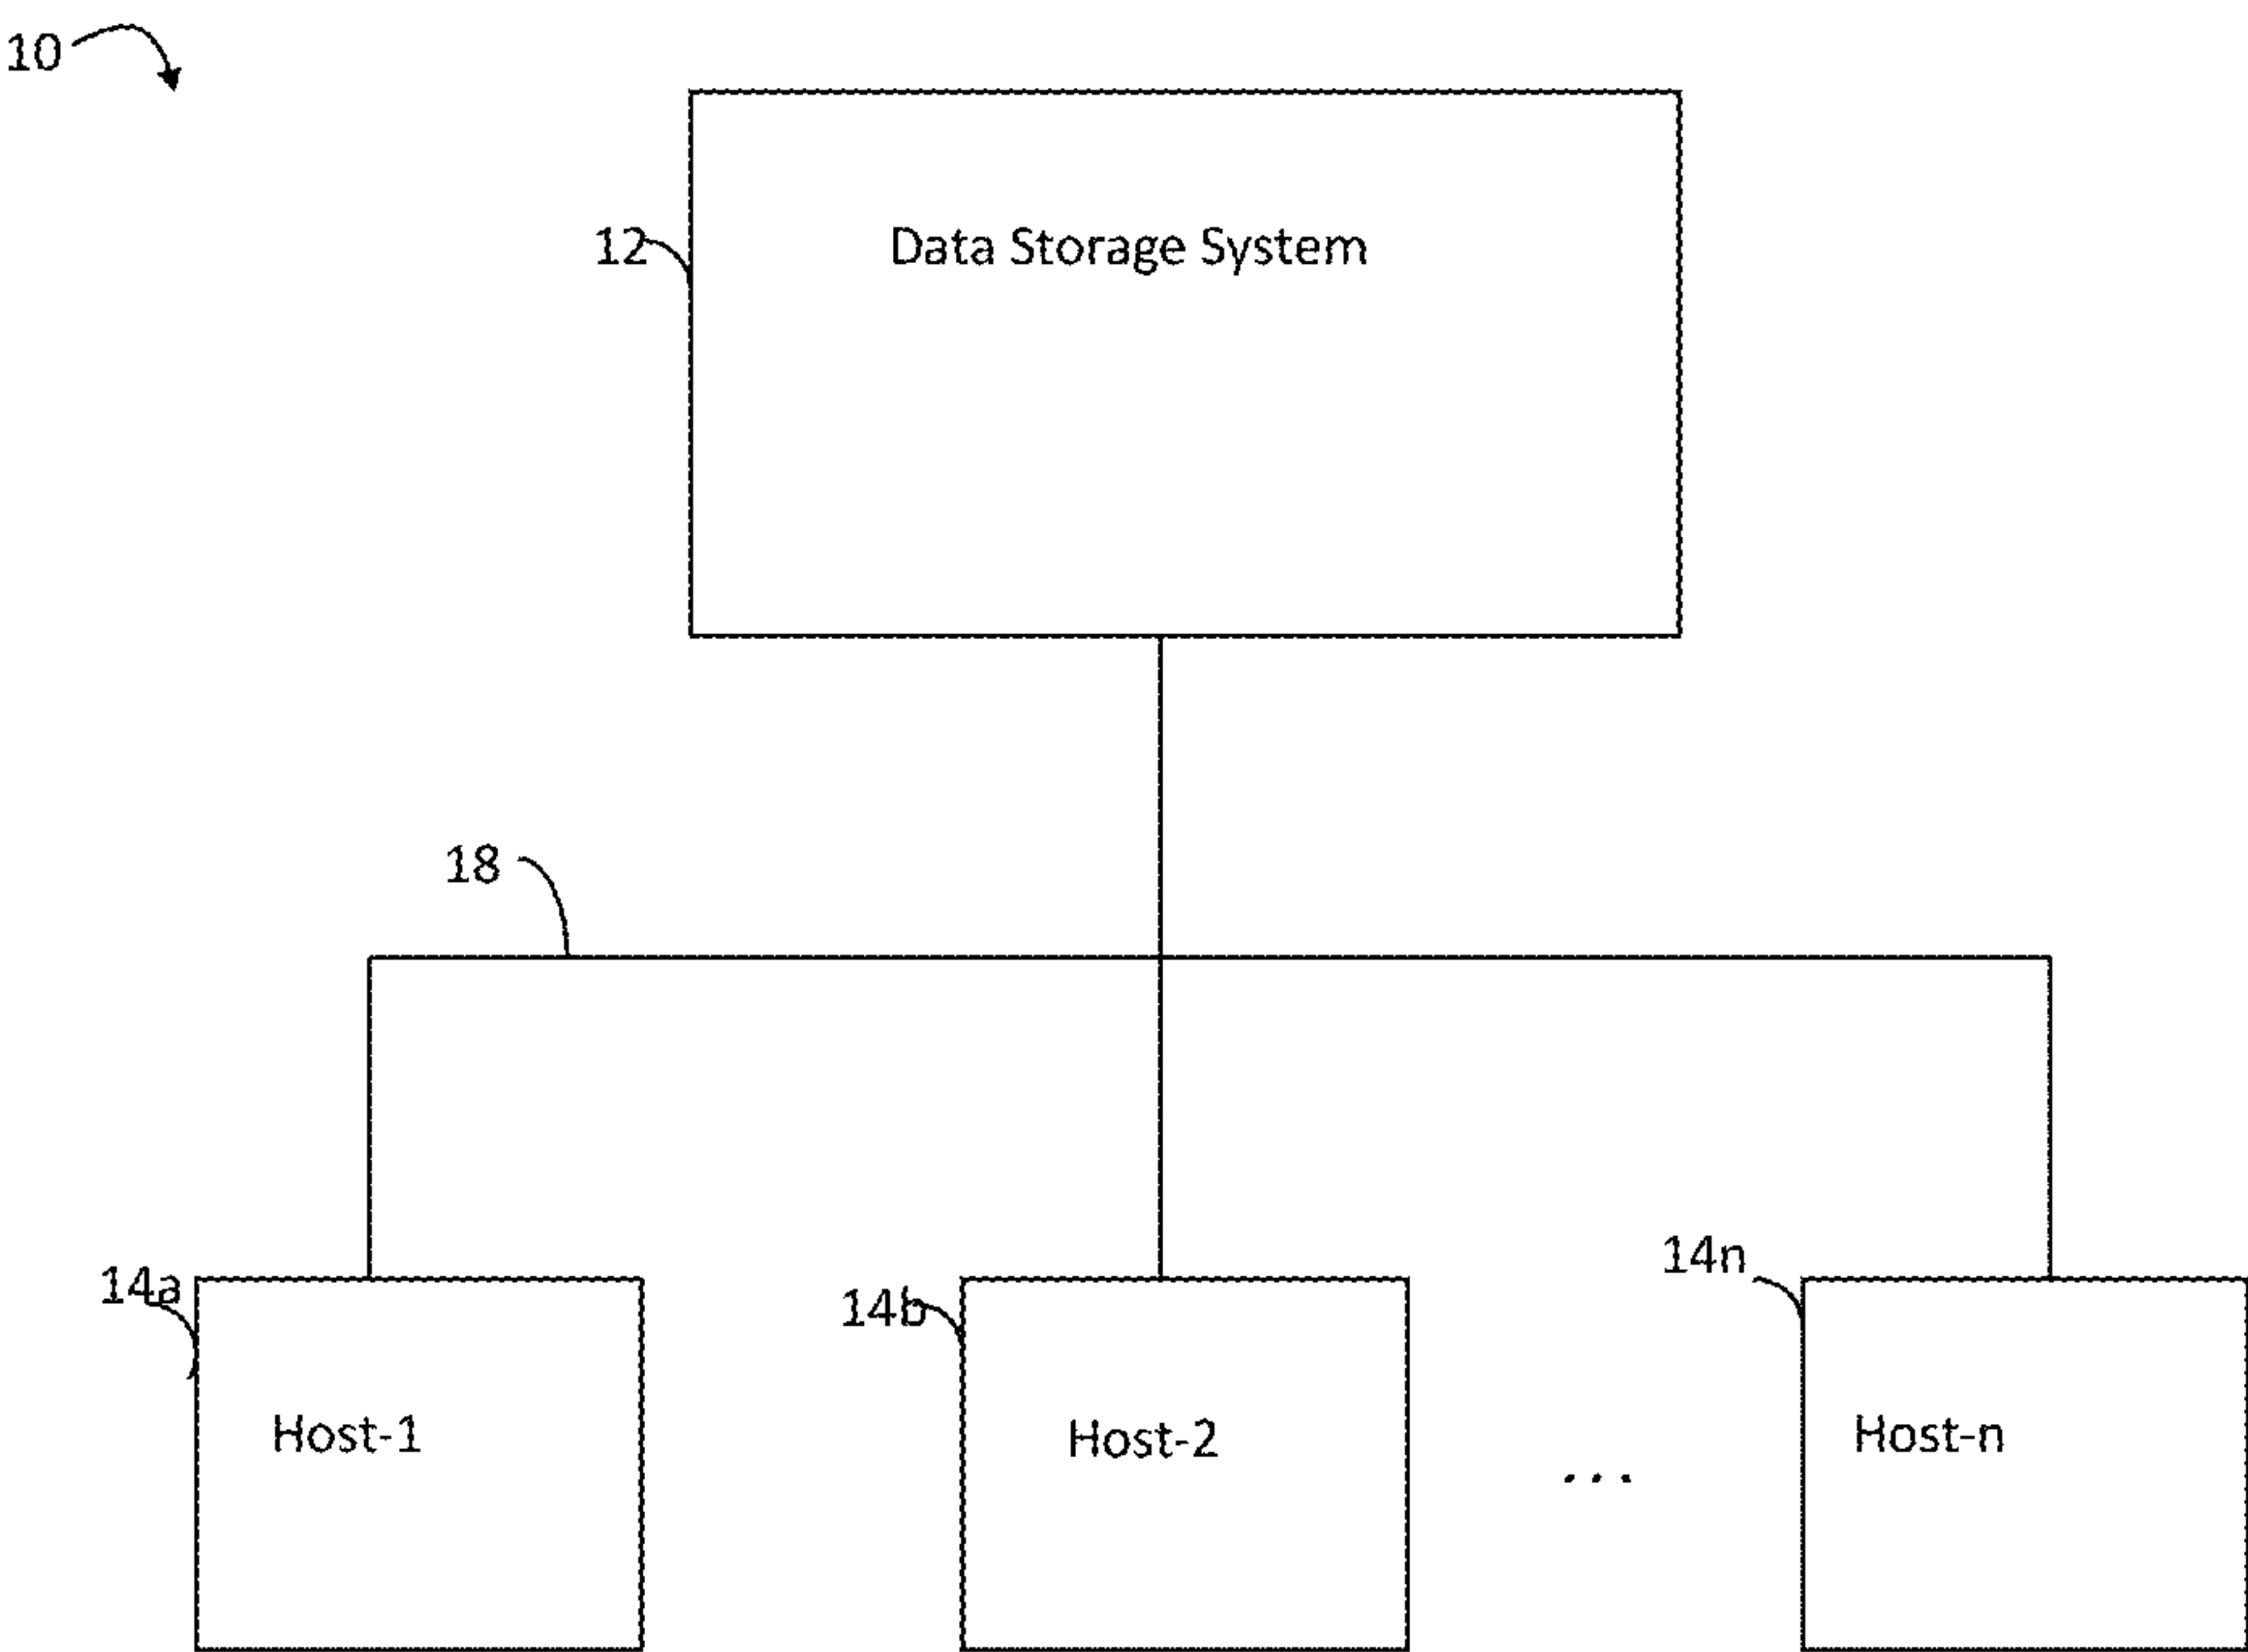 10
12
Data Storage System
18
14a
14b
14n
Host-1
Host-2
...
Host-n